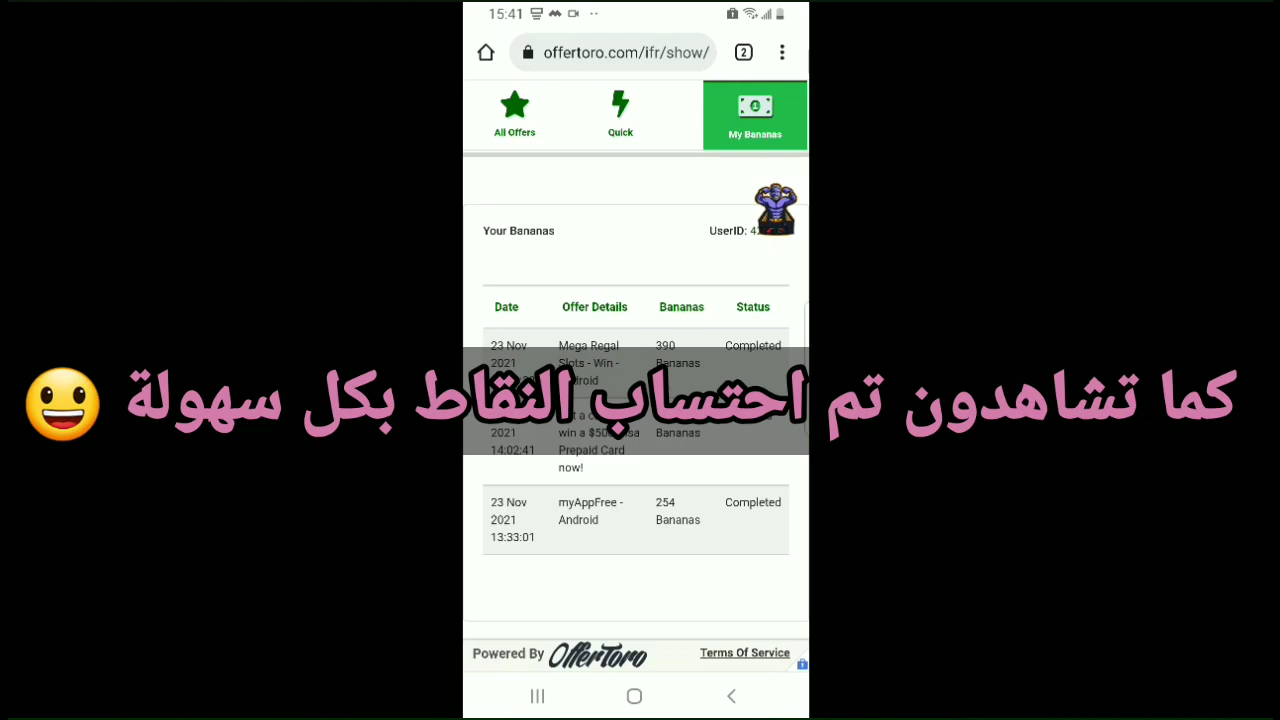 15:41
offertoro.com/ifr/show/
2
All Offers
Quick
My Bananas
Your Bananas
UserID:
Date Offer Details Bananas Status
23 Nov Mega Regal 390 Completed
2021 Slots - Win - Bananas
كما تشاهدون تم احتساب النقاط بكل سهولة 😃
2021 win a Bananas
14:02:41 Prepaid Card
now!
23 Nov myAppFree - 254 Completed
2021 Android Bananas
13:33:01
Powered By OfferToro
Terms Of Service